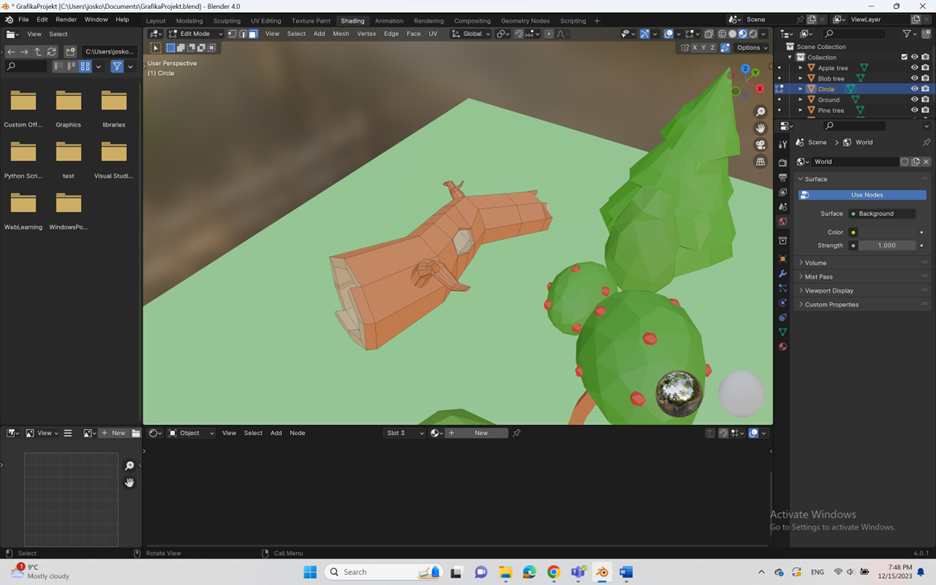 * GrafikaProjekt [C:\Users\josko\Documents\GrafikaProjekt.blend] - Blender 4.0
File Edit Render Window Help Layout Modeling Sculpting UV Editing Texture Paint Shading Animation Rendering Compositing Geometry Nodes Scripting + Scene ViewLayer
View Select Edit Mode View Select Add Mesh Vertex Edge Face UV Global X Y Z Options
C:\Users\josko...
User Perspective
(1) Circle
Custom Off... Graphics libraries
Python Scri... test Visual Studi...
WebLearning WindowsPo...
Scene Collection
Collection
Apple tree
Blob tree
Circle
Ground
Pine tree
Scene > World
World
Surface
Use Nodes
Surface Background
Color
Strength 1.000
Volume
Mist Pass
Viewport Display
Custom Properties
View + New Object View Select Add Node Slot 3 + New
Activate Windows
Go to Settings to activate Windows.
Select Rotate View Call Menu 4.0.1
1
9°C
Mostly cloudy
Search
ENG
7:48 PM
12/15/2023